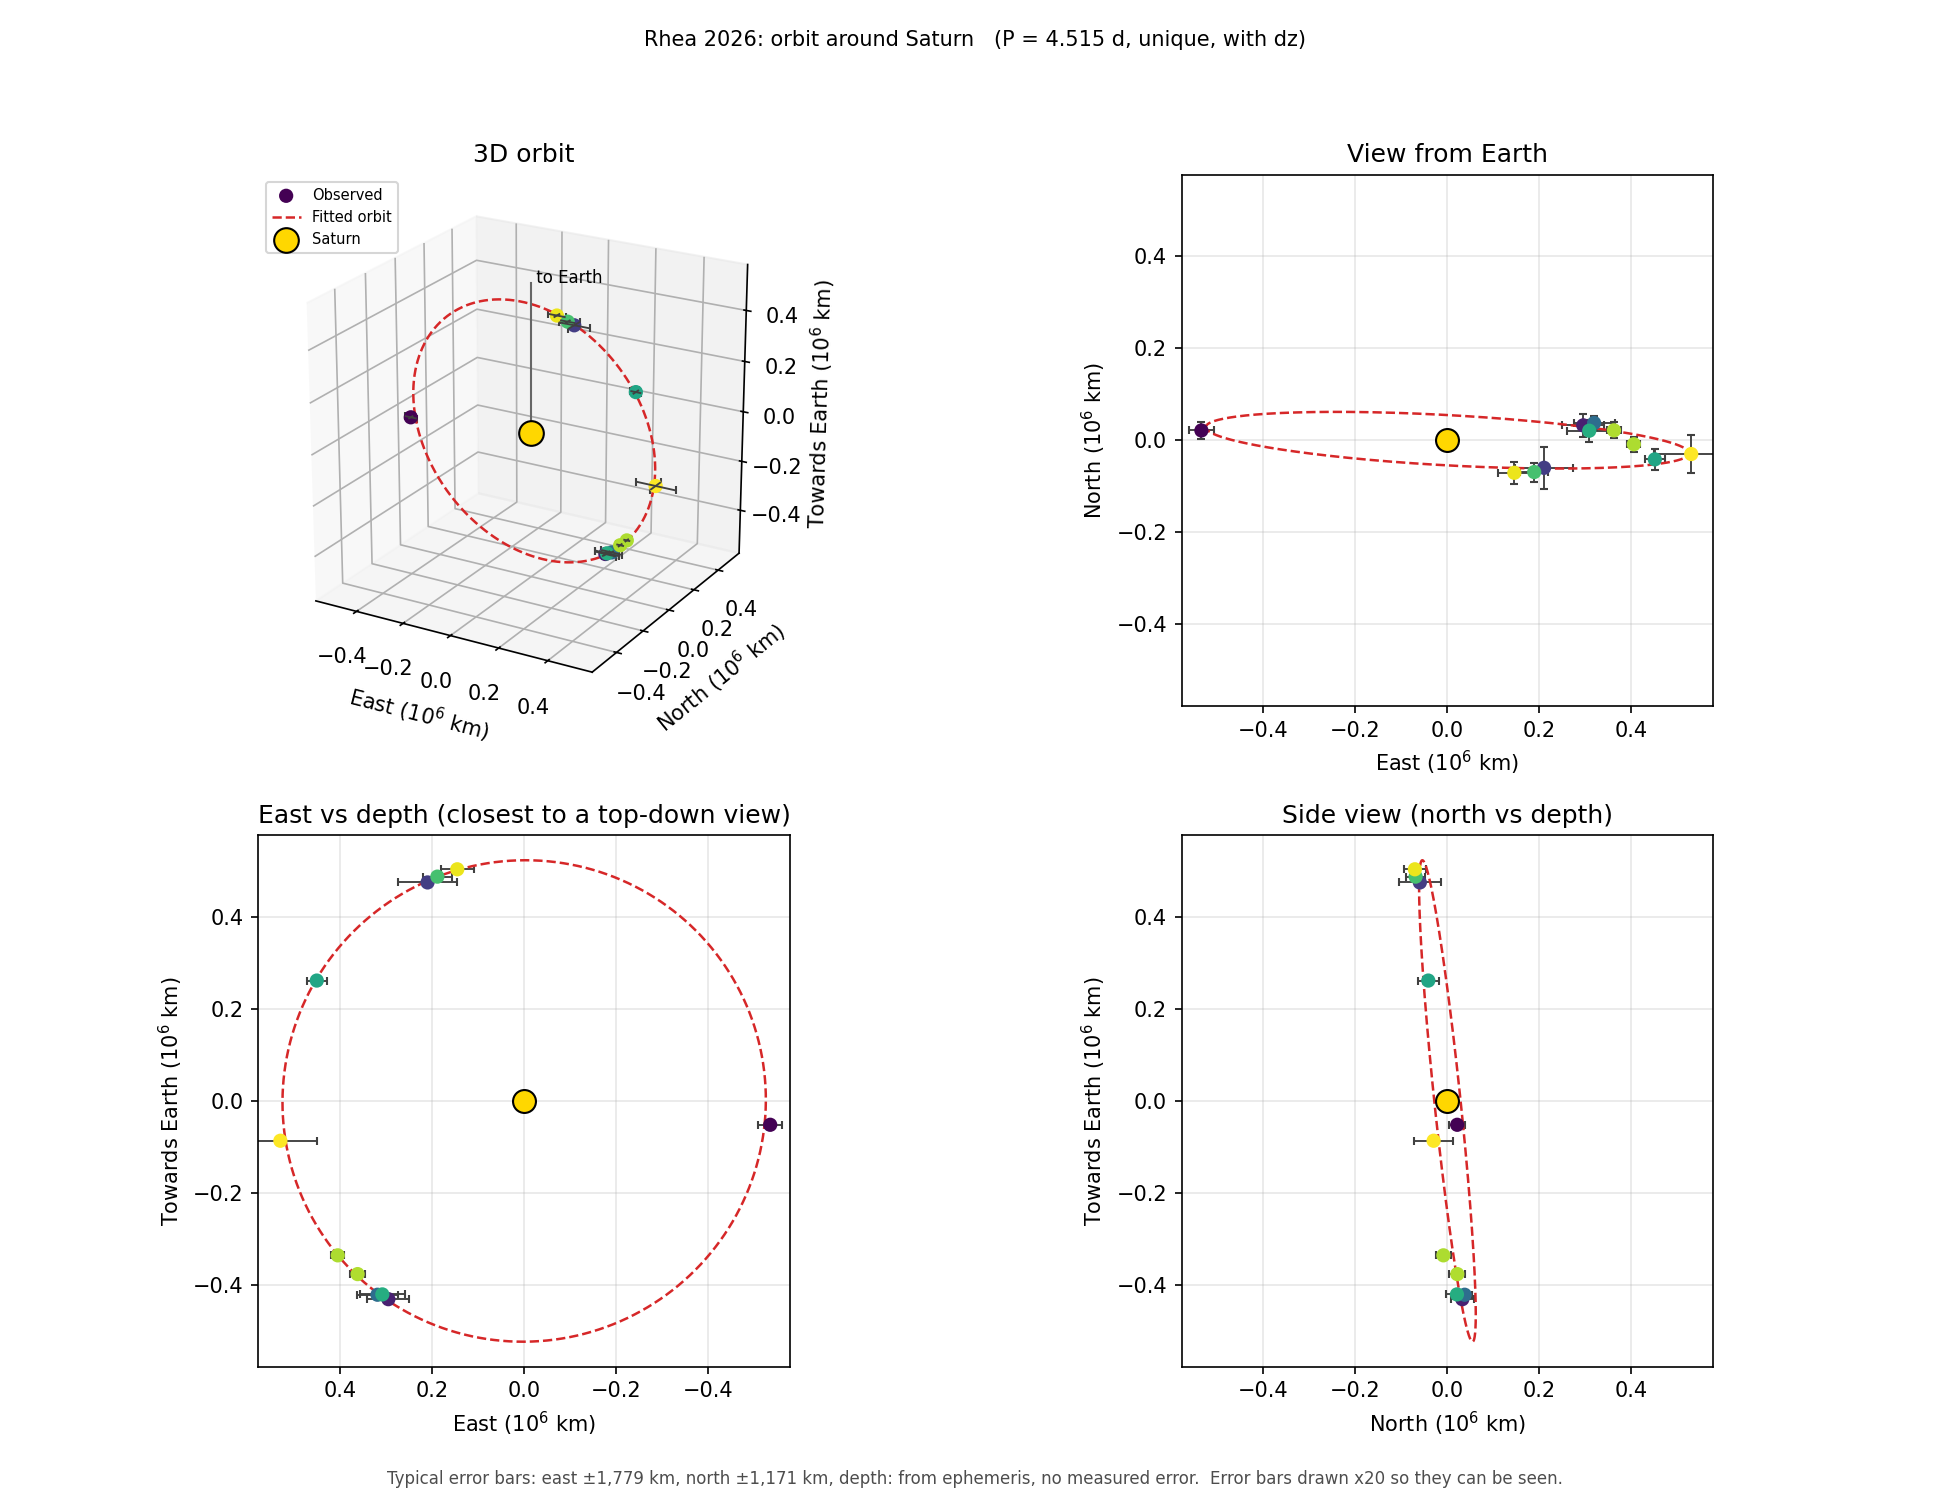 Rhea 2026: orbit around Saturn   (P = 4.515 d, unique, with dz)
3D orbit
Observed
Fitted orbit
Saturn
to Earth
0.4
0.2
0.0
−0.2
−0.4
Towards Earth (10⁶ km)
−0.4
−0.2
0.0
0.2
0.4
East (10⁶ km)
−0.4
−0.2
0.0
0.2
0.4
North (10⁶ km)
View from Earth
0.4
0.2
0.0
−0.2
−0.4
North (10⁶ km)
−0.4
−0.2
0.0
0.2
0.4
East (10⁶ km)
East vs depth (closest to a top-down view)
0.4
0.2
0.0
−0.2
−0.4
Towards Earth (10⁶ km)
0.4
0.2
0.0
−0.2
−0.4
East (10⁶ km)
Side view (north vs depth)
0.4
0.2
0.0
−0.2
−0.4
Towards Earth (10⁶ km)
−0.4
−0.2
0.0
0.2
0.4
North (10⁶ km)
Typical error bars: east ±1,779 km, north ±1,171 km, depth: from ephemeris, no measured error.  Error bars drawn x20 so they can be seen.